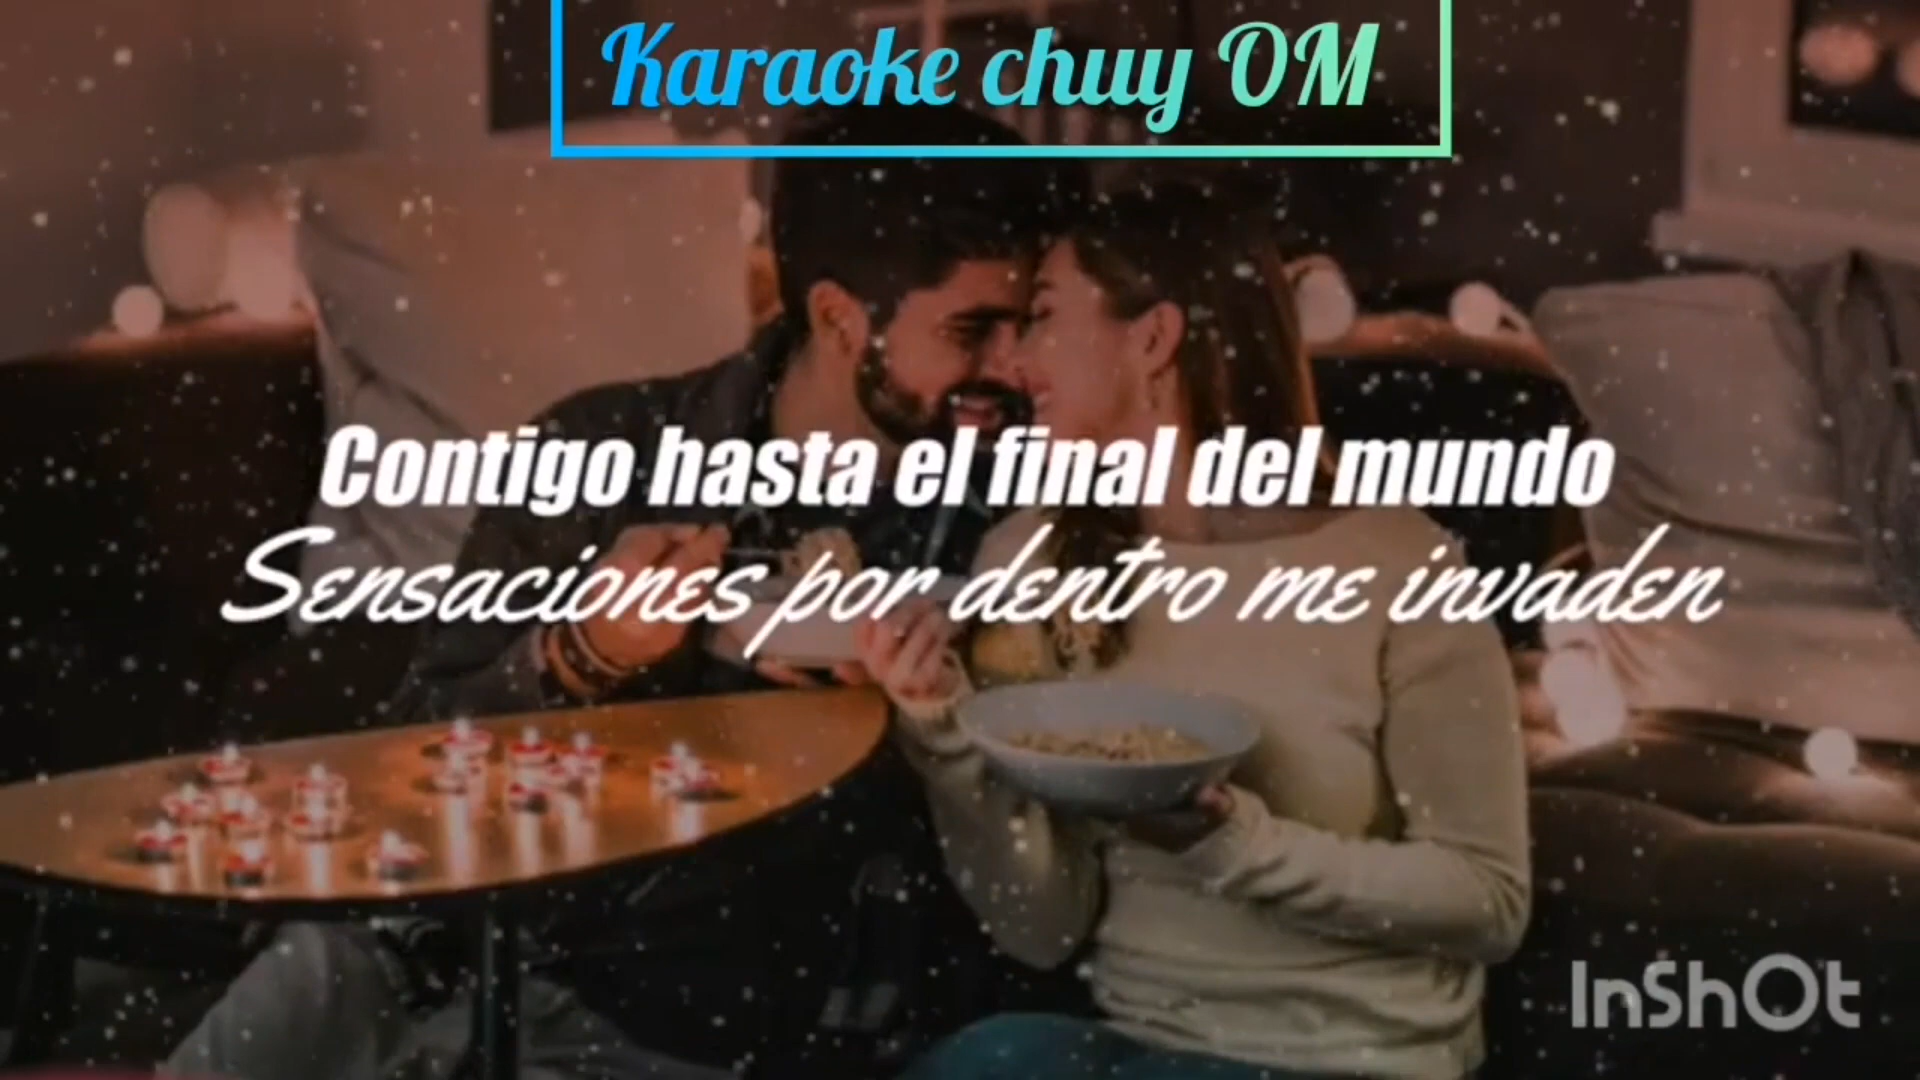 Karaoke chuy OM
Contigo hasta el final del mundo
Sensaciones por dentro me invaden
InShOt